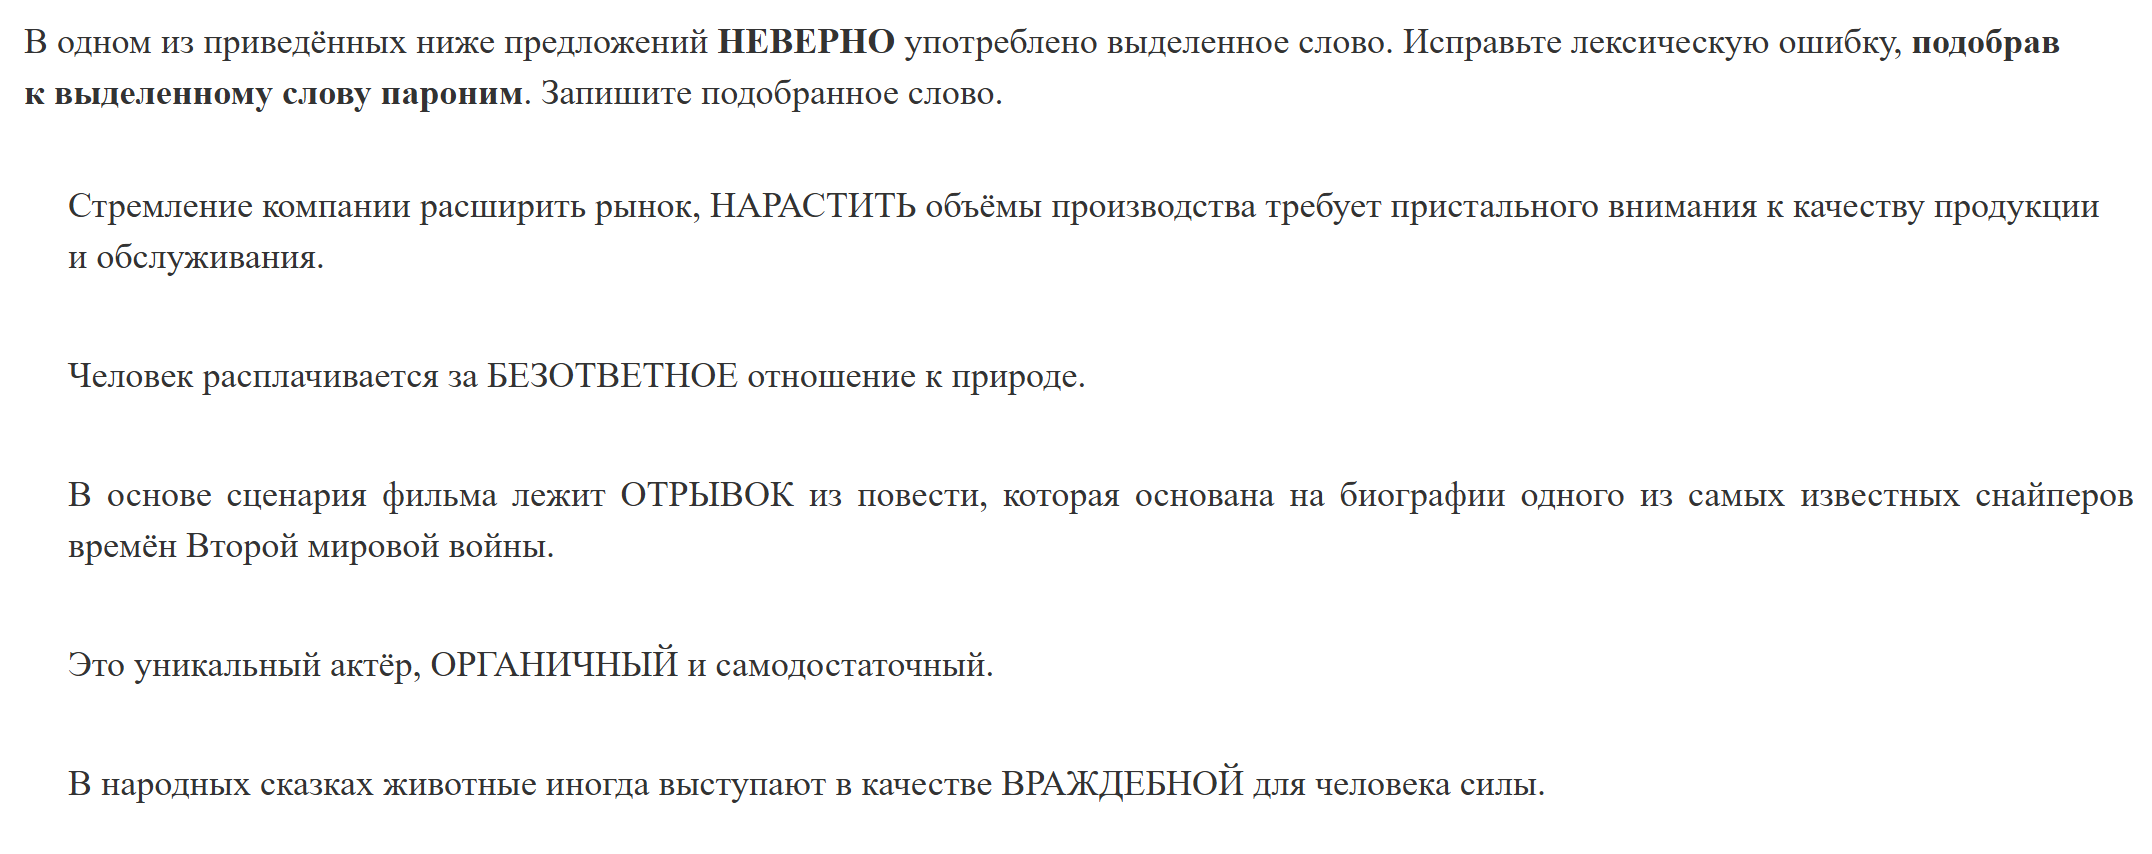 В одном из приведённых ниже предложений НЕВЕРНО употреблено выделенное слово. Исправьте лексическую ошибку, подобрав
к выделенному слову пароним. Запишите подобранное слово.
Стремление компании расширить рынок, НАРАСТИТЬ объёмы производства требует пристального внимания к качеству продукции
и обслуживания.
Человек расплачивается за БЕЗОТВЕТНОЕ отношение к природе.
В основе сценария фильма лежит ОТРЫВОК из повести, которая основана на биографии одного из самых известных снайперов
времён Второй мировой войны.
Это уникальный актёр, ОРГАНИЧНЫЙ и самодостаточный.
В народных сказках животные иногда выступают в качестве ВРАЖДЕБНОЙ для человека силы.